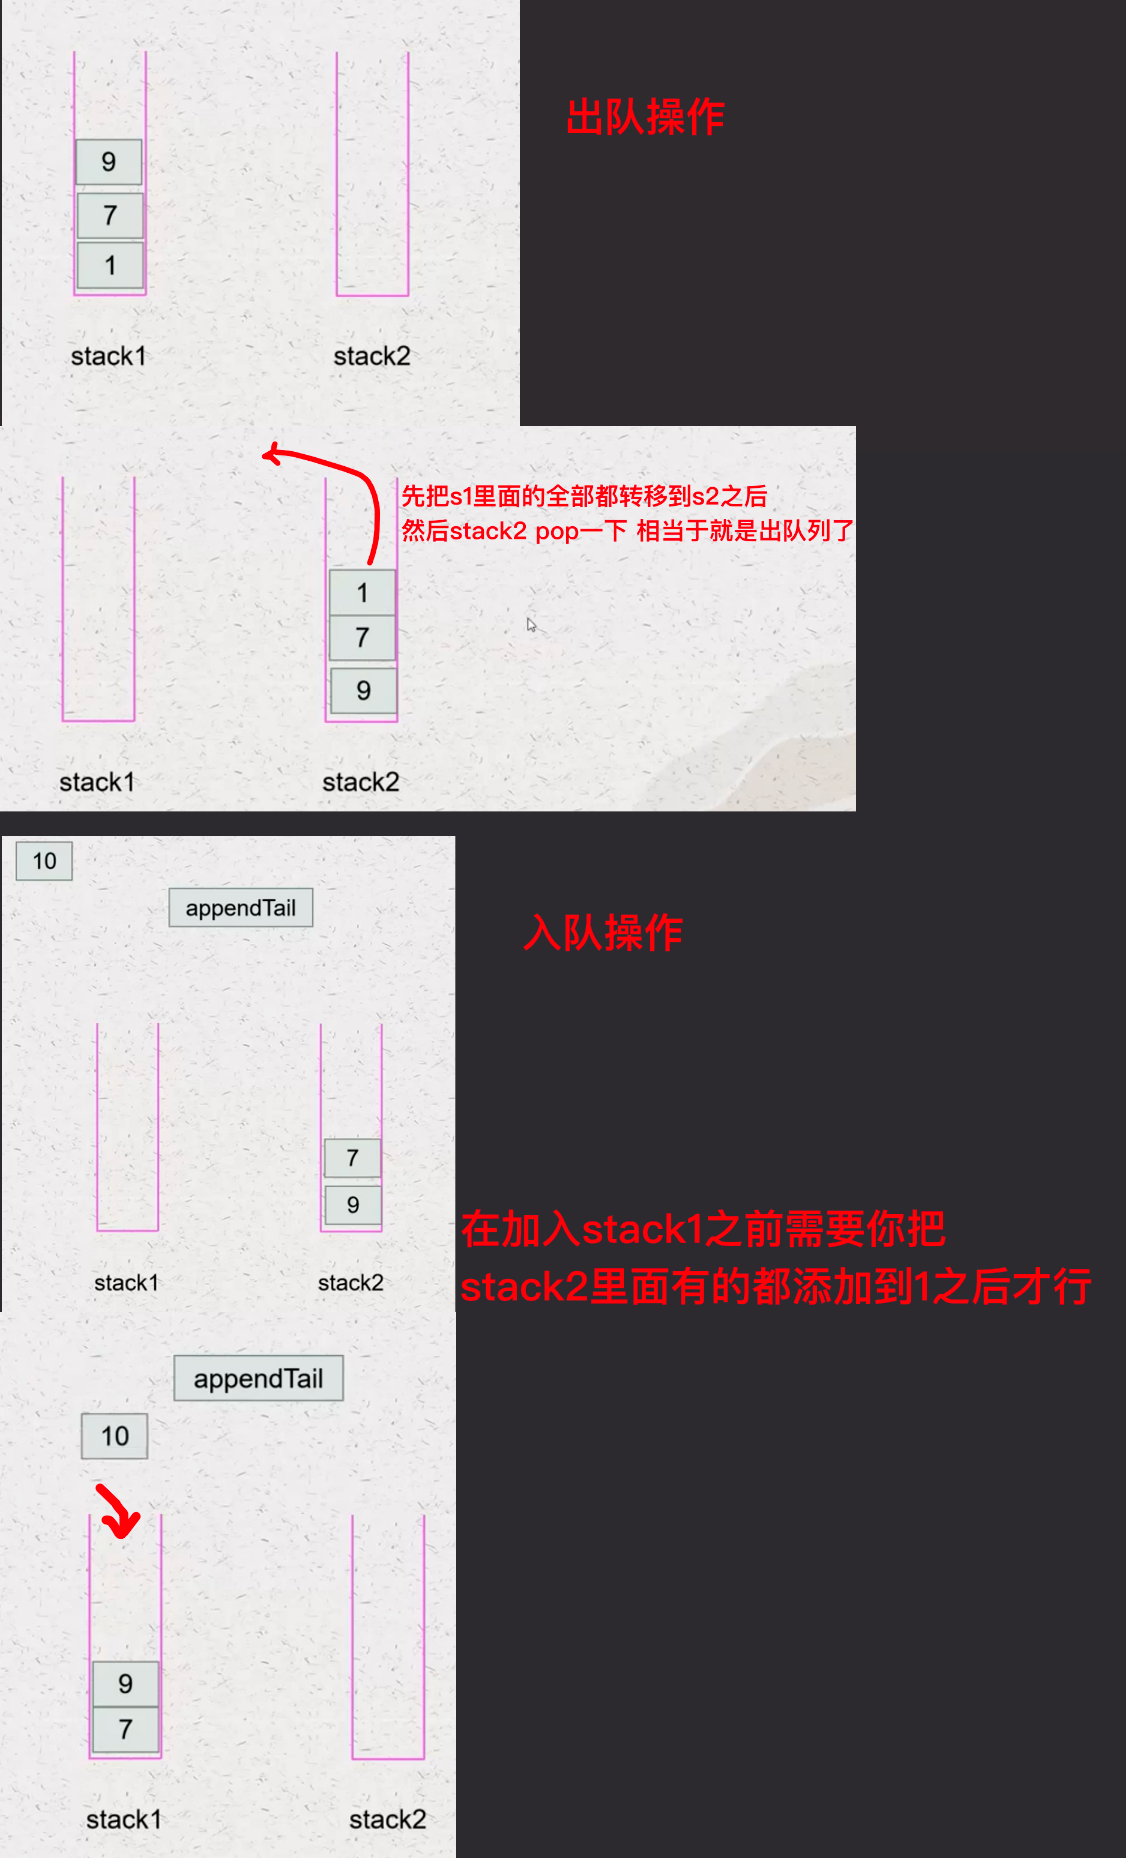 出队操作
9
7
1
stack1
stack2
先把s1里面的全部都转移到s2之后
然后stack2 pop一下 相当于就是出队列了
1
7
9
stack1
stack2
10
appendTail
入队操作
7
9
在加入stack1之前需要你把
stack2里面有的都添加到1之后才行
stack1
stack2
appendTail
10
9
7
stack1
stack2